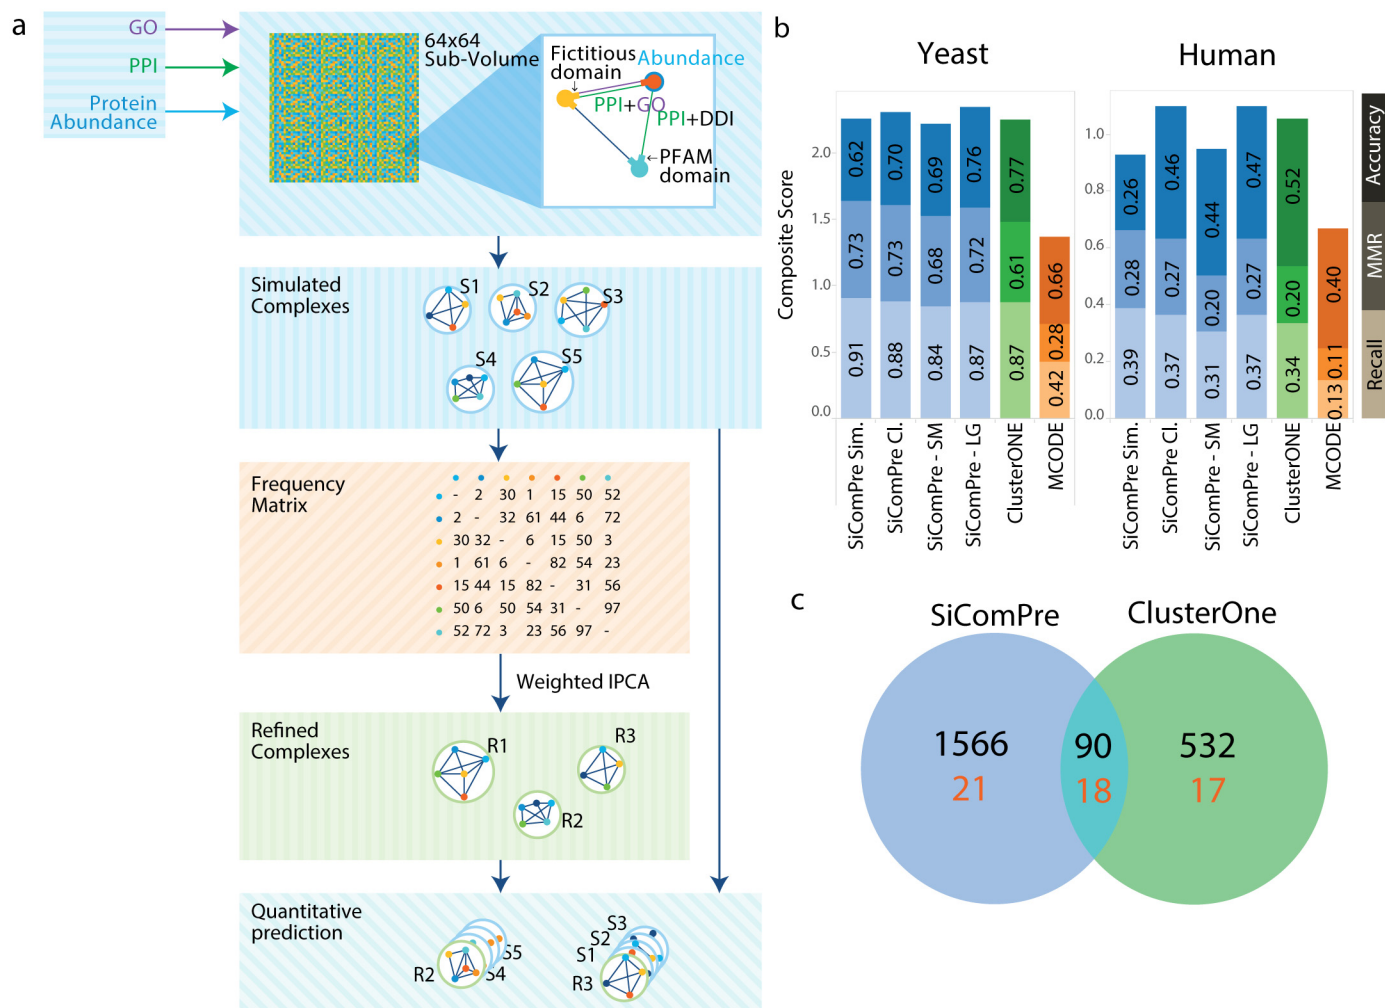 a
GO
PPI
Protein
Abundance
64x64
Sub-Volume
Fictitious
domain
Abundance
PPI+GO
PPI+DDI
PFAM
domain
Simulated
Complexes
S1
S2
S3
S4
S5
Frequency
Matrix
- 2 30 1 15 50 52
2 - 32 61 44 6 72
30 32 - 6 15 50 3
1 61 6 - 82 54 23
15 44 15 82 - 31 56
50 6 50 54 31 - 97
52 72 3 23 56 97 -
Weighted IPCA
Refined
Complexes
R1
R3
R2
Quantitative
prediction
R2
S4
S5
S3
S2
S1
R3
b
Yeast
Human
Composite Score
2.0
1.5
1.0
0.5
0.0
0.62
0.73
0.91
0.70
0.73
0.88
0.69
0.68
0.84
0.76
0.72
0.87
0.77
0.61
0.87
0.66
0.28
0.42
SiComPre Sim.
SiComPre Cl.
SiComPre - SM
SiComPre - LG
ClusterONE
MCODE
1.0
0.8
0.6
0.4
0.2
0.0
0.26
0.28
0.39
0.46
0.27
0.37
0.44
0.20
0.31
0.47
0.27
0.37
0.52
0.20
0.34
0.40
0.11
0.13
SiComPre Sim.
SiComPre Cl.
SiComPre - SM
SiComPre - LG
ClusterONE
MCODE
Accuracy
MMR
Recall
c
SiComPre
ClusterOne
1566
90
532
21
18
17